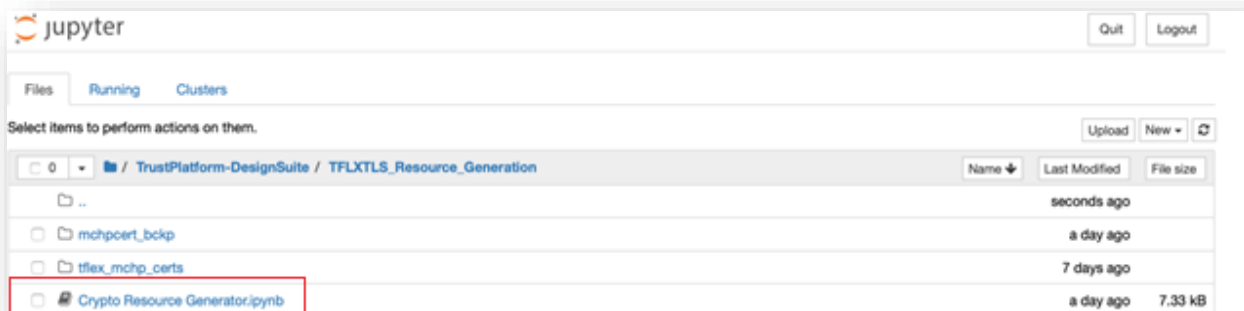 jupyter
Quit Logout
Files Running Clusters
Select items to perform actions on them.
Upload New
0 / TrustPlatform-DesignSuite / TFLXTLS_Resource_Generation Name Last Modified File size
.. seconds ago
mchpcert_bckp a day ago
tflex_mchp_certs 7 days ago
Crypto Resource Generator.ipynb a day ago 7.33 kB